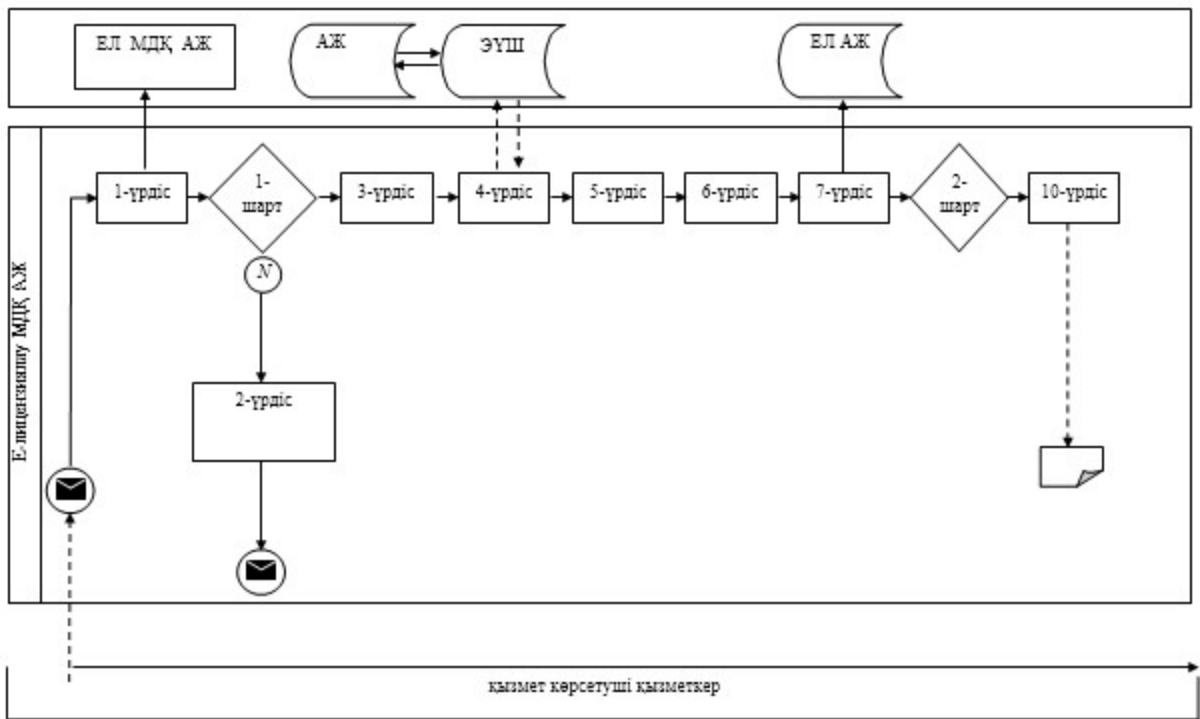 ЕЛ МДҚ АЖ
АЖ
ЭҮШ
ЕЛ АЖ
1-үрдіс
1-
шарт
3-үрдіс
4-үрдіс
5-үрдіс
6-үрдіс
7-үрдіс
2-
шарт
10-үрдіс
N
2-үрдіс
Е-лицензиялау МДҚ АЖ
қызмет көрсетуші қызметкер